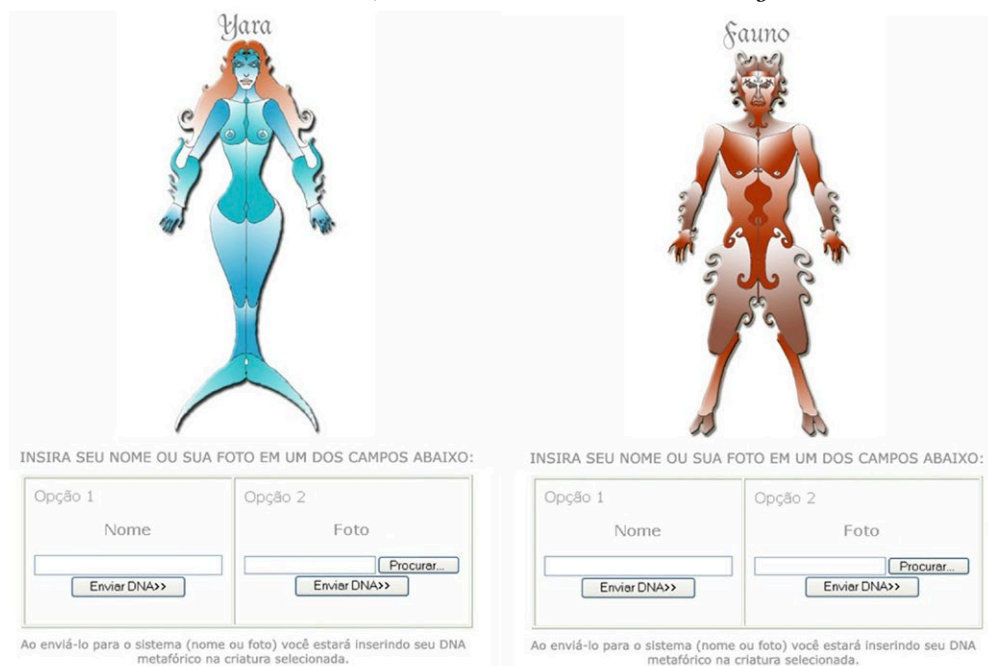 Yara
INSIRA SEU NOME OU SUA FOTO EM UM DOS CAMPOS ABAIXO:
Opção 1
Opção 2
Nome
Foto
Procurar...
Enviar DNA>>
Enviar DNA>>
Ao enviá-lo para o sistema (nome ou foto) você estará inserindo seu DNA
metafórico na criatura selecionada.
Fauno
INSIRA SEU NOME OU SUA FOTO EM UM DOS CAMPOS ABAIXO:
Opção 1
Opção 2
Nome
Foto
Procurar...
Enviar DNA>>
Enviar DNA>>
Ao enviá-lo para o sistema (nome ou foto) você estará inserindo seu DNA
metafórico na criatura selecionada.